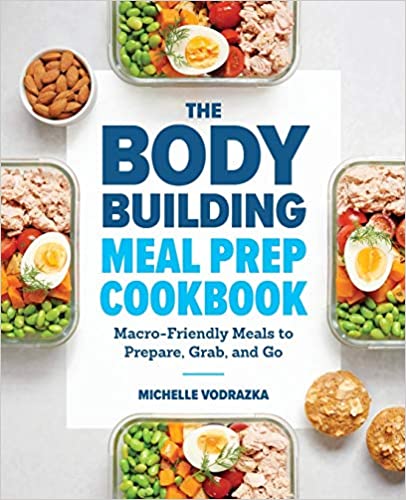 THE
BODY
BUILDING
MEAL PREP
COOKBOOK
Macro-Friendly Meals to
Prepare, Grab, and Go
MICHELLE VODRAZKA